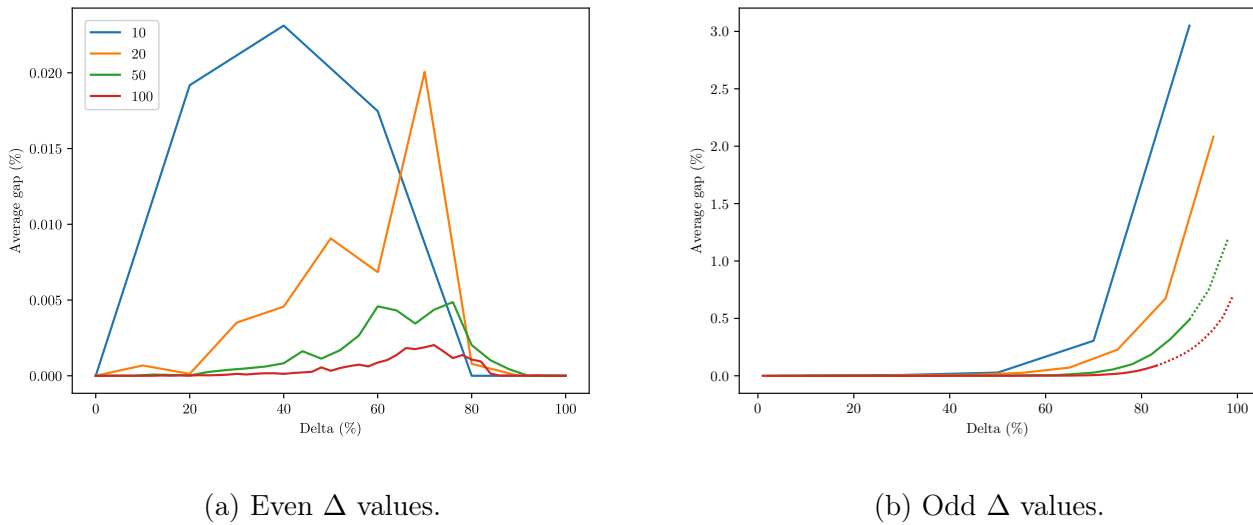 10
20
50
100
0.020
0.015
0.010
0.005
0.000
Average gap (%)
0 20 40 60 80 100
Delta (%)
(a) Even Δ values.
3.0
2.5
2.0
1.5
1.0
0.5
0.0
Average gap (%)
0 20 40 60 80 100
Delta (%)
(b) Odd Δ values.